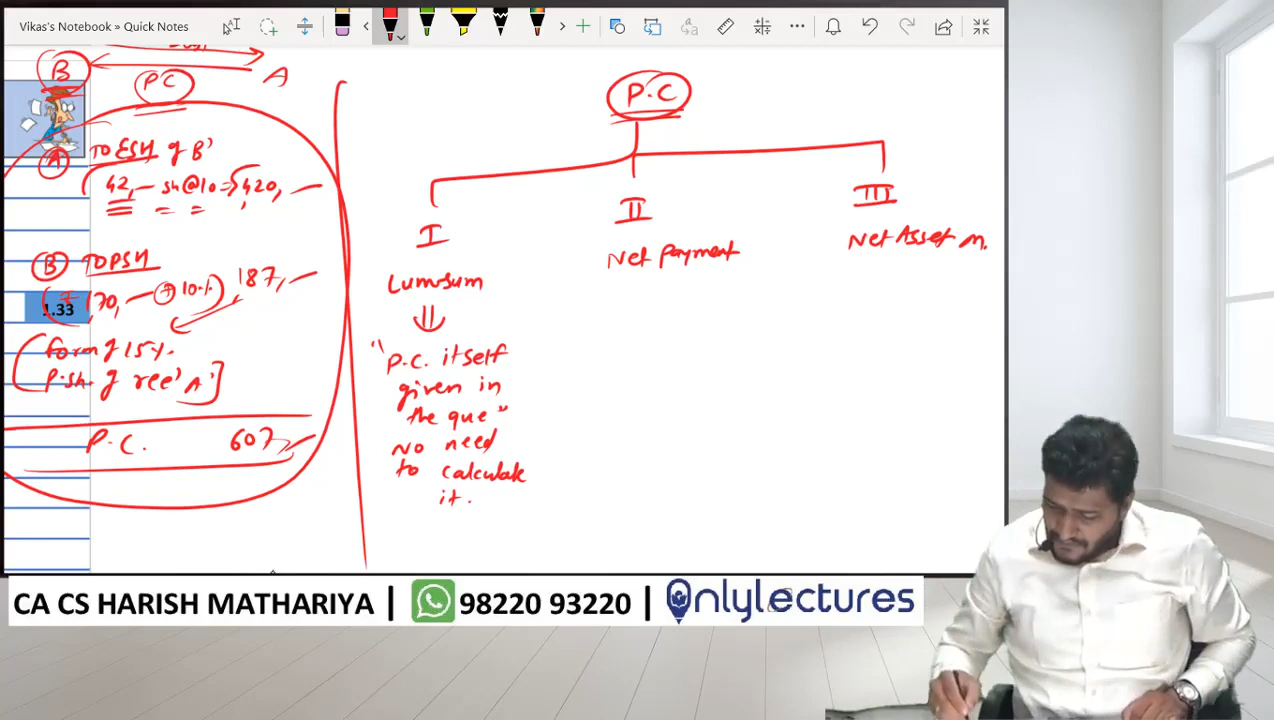 Vikas's Notebook » Quick Notes
B
A
PC
A
TO ESH of B'
42, — sh @ 10 = 420, —
B TOPSH
170, — + 10%) 187, —
1.33
form of 15%
P.sh. of 'A'
P.C. 607, —
P.C
I
Lumsum
"P.C. itself
given in
the que"
No need
to calculate
it.
II
Net Payment
III
Net Asset M.
CA CS HARISH MATHARIYA | 98220 93220 | Onlylectures